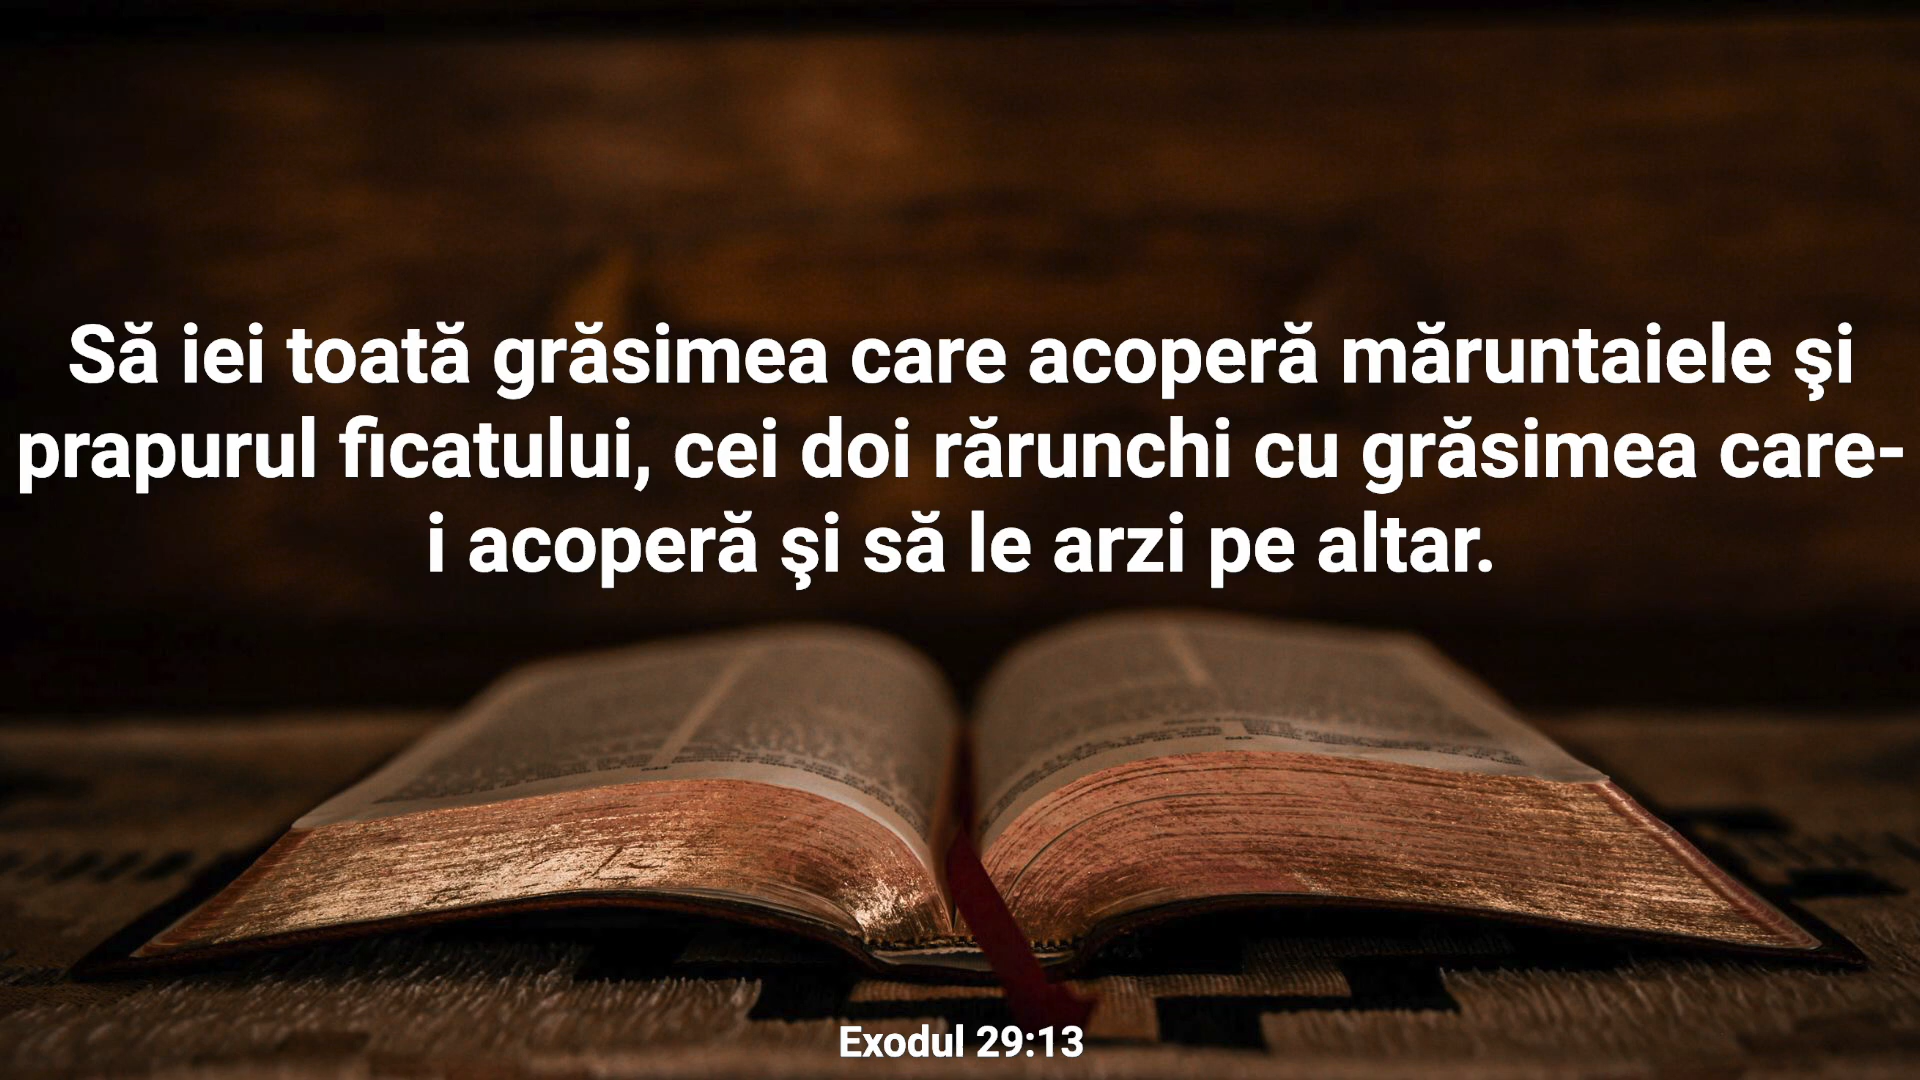 Să iei toată grăsimea care acoperă măruntaiele şi
prapurul ficatului, cei doi rărunchi cu grăsimea care-
i acoperă şi să le arzi pe altar.
Exodul 29:13